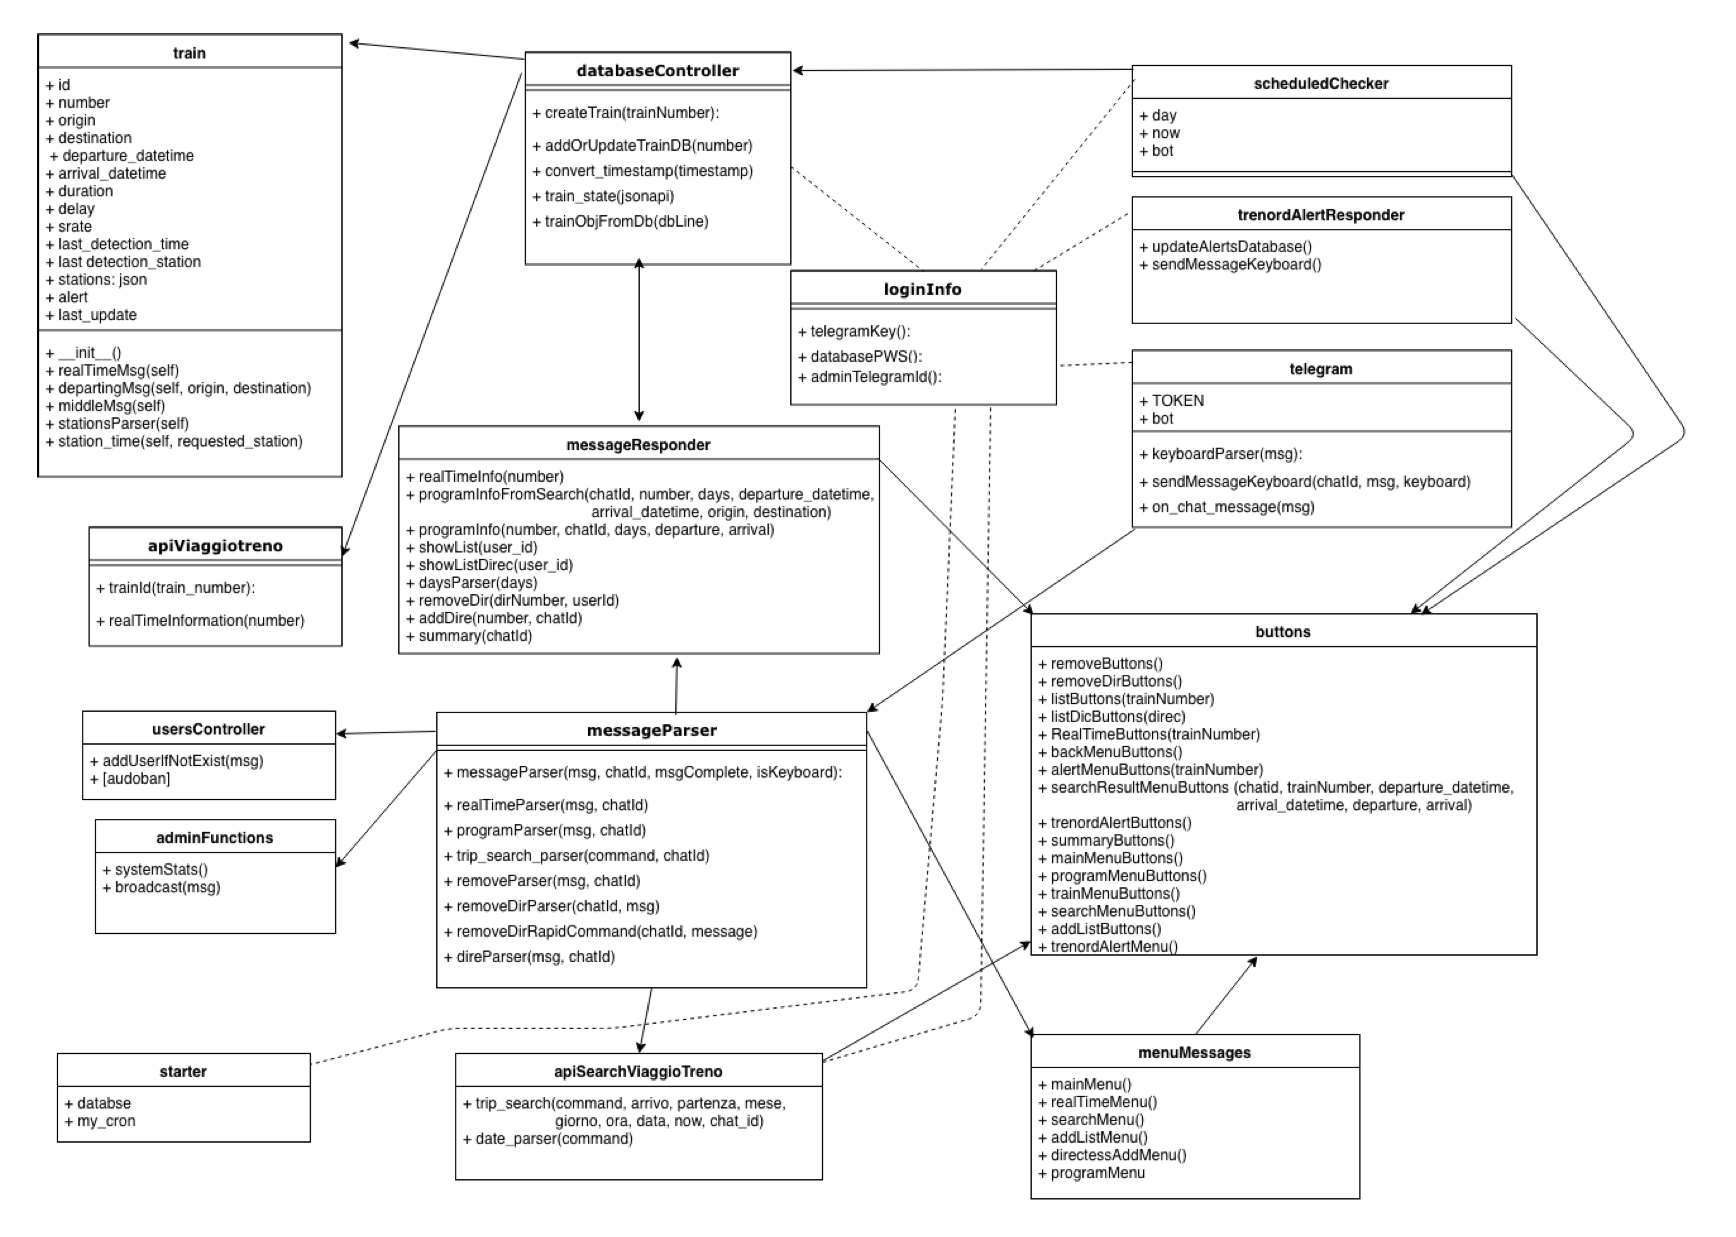 train
+ id
+ number
+ origin
+ destination
+ departure_datetime
+ arrival_datetime
+ duration
+ delay
+ srate
+ last_detection_time
+ last detection_station
+ stations: json
+ alert
+ last_update
+ __init__()
+ realTimeMsg(self)
+ departingMsg(self, origin, destination)
+ middleMsg(self)
+ stationsParser(self)
+ station_time(self, requested_station)
databaseController
+ createTrain(trainNumber):
+ addOrUpdateTrainDB(number)
+ convert_timestamp(timestamp)
+ train_state(jsonapi)
+ trainObjFromDb(dbLine)
scheduledChecker
+ day
+ now
+ bot
trenordAlertResponder
+ updateAlertsDatabase()
+ sendMessageKeyboard()
loginInfo
+ telegramKey():
+ databasePWS():
+ adminTelegramId():
telegram
+ TOKEN
+ bot
+ keyboardParser(msg):
+ sendMessageKeyboard(chatId, msg, keyboard)
+ on_chat_message(msg)
messageResponder
+ realTimeInfo(number)
+ programInfoFromSearch(chatId, number, days, departure_datetime,
arrival_datetime, origin, destination)
+ programInfo(number, chatId, days, departure, arrival)
+ showList(user_id)
+ showListDirec(user_id)
+ daysParser(days)
+ removeDir(dirNumber, userId)
+ addDire(number, chatId)
+ summary(chatId)
apiViaggiotreno
+ trainId(train_number):
+ realTimeInformation(number)
buttons
+ removeButtons()
+ removeDirButtons()
+ listButtons(trainNumber)
+ listDicButtons(direc)
+ RealTimeButtons(trainNumber)
+ backMenuButtons()
+ alertMenuButtons(trainNumber)
+ searchResultMenuButtons (chatid, trainNumber, departure_datetime,
arrival_datetime, departure, arrival)
+ trenordAlertButtons()
+ summaryButtons()
+ mainMenuButtons()
+ programMenuButtons()
+ trainMenuButtons()
+ searchMenuButtons()
+ addListButtons()
+ trenordAlertMenu()
usersController
+ addUserIfNotExist(msg)
+ [audoban]
adminFunctions
+ systemStats()
+ broadcast(msg)
messageParser
+ messageParser(msg, chatId, msgComplete, isKeyboard):
+ realTimeParser(msg, chatId)
+ programParser(msg, chatId)
+ trip_search_parser(command, chatId)
+ removeParser(msg, chatId)
+ removeDirParser(chatId, msg)
+ removeDirRapidCommand(chatId, message)
+ direParser(msg, chatId)
starter
+ databse
+ my_cron
apiSearchViaggioTreno
+ trip_search(command, arrivo, partenza, mese,
giorno, ora, data, now, chat_id)
+ date_parser(command)
menuMessages
+ mainMenu()
+ realTimeMenu()
+ searchMenu()
+ addListMenu()
+ directessAddMenu()
+ programMenu